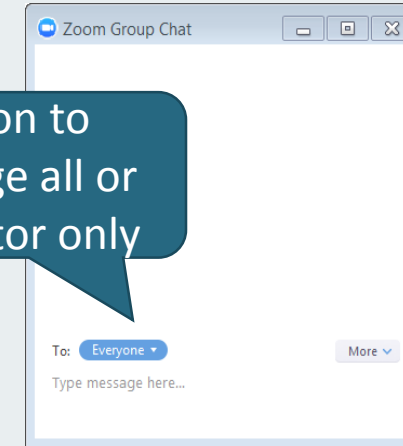 Zoom Group Chat
on to
ge all or
tor only
To: Everyone
More
Type message here...